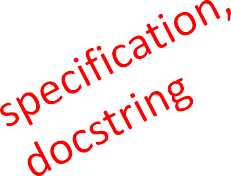 specification,
docstring